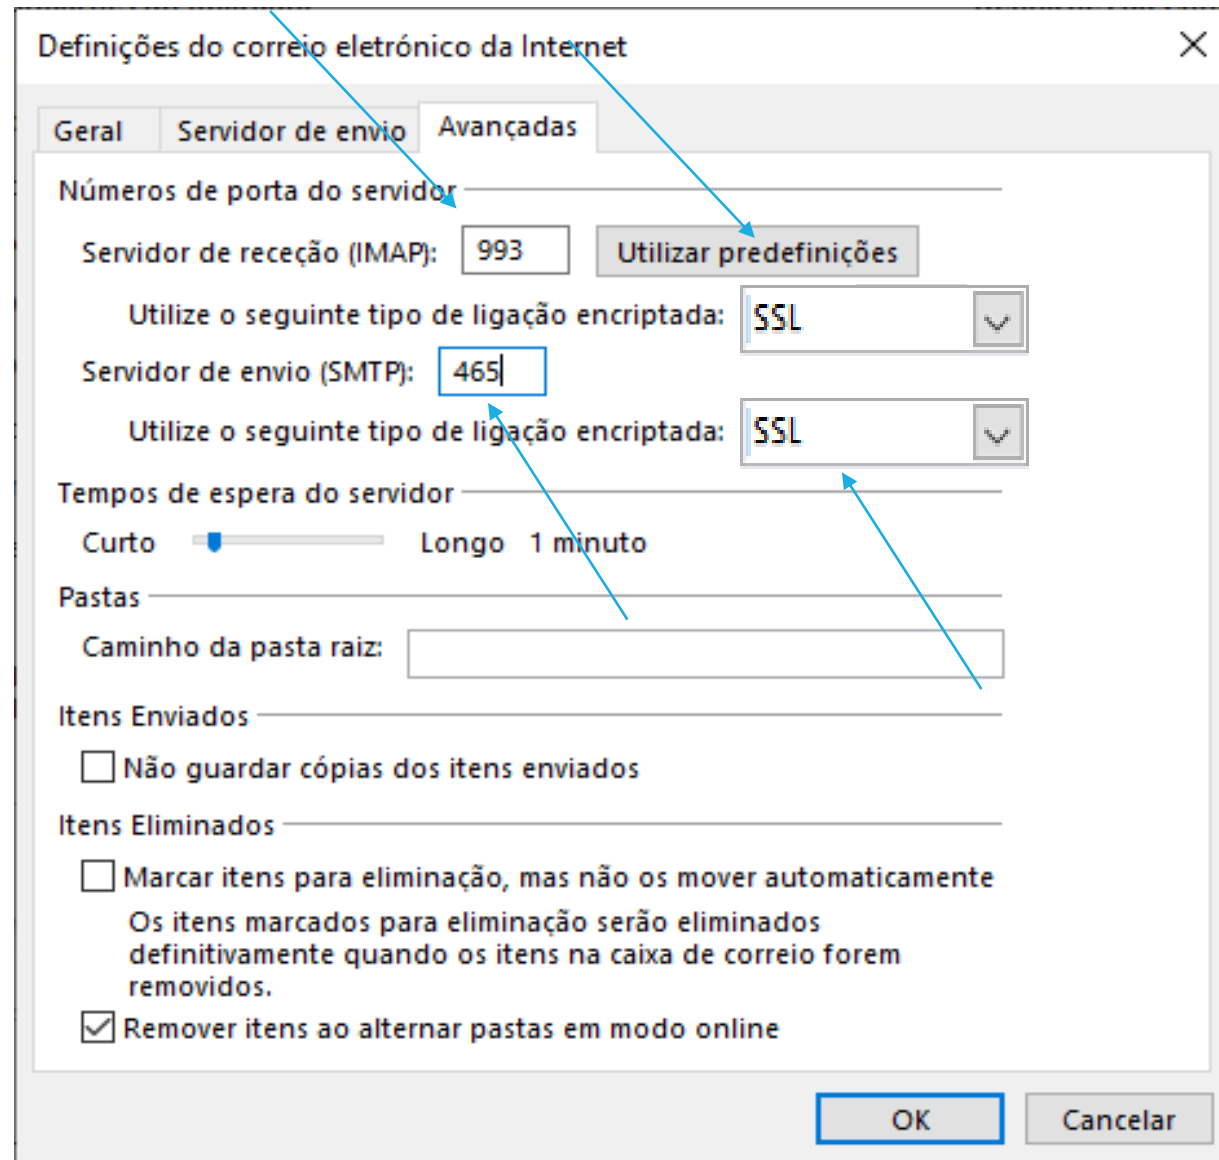 Definições do correio eletrónico da Internet
Geral Servidor de envio Avançadas
Números de porta do servidor
Servidor de receção (IMAP): 993 Utilizar predefinições
Utilize o seguinte tipo de ligação encriptada: SSL
Servidor de envio (SMTP): 465
Utilize o seguinte tipo de ligação encriptada: SSL
Tempos de espera do servidor
Curto Longo 1 minuto
Pastas
Caminho da pasta raiz:
Itens Enviados
Não guardar cópias dos itens enviados
Itens Eliminados
Marcar itens para eliminação, mas não os mover automaticamente
Os itens marcados para eliminação serão eliminados
definitivamente quando os itens na caixa de correio forem
removidos.
Remover itens ao alternar pastas em modo online
OK Cancelar